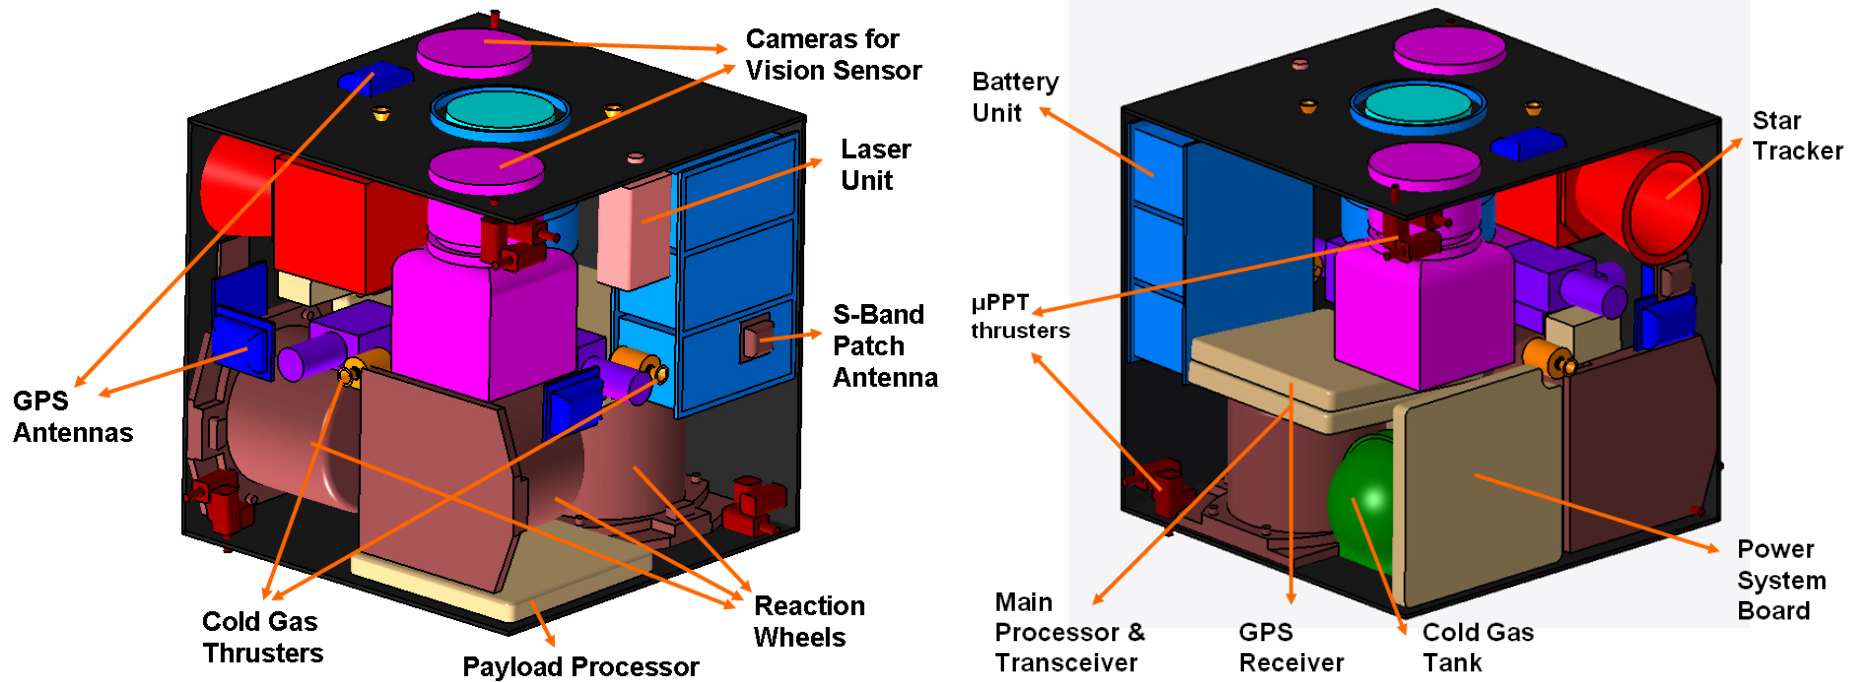 Cameras for
Vision Sensor
Laser
Unit
S-Band
Patch
Antenna
GPS
Antennas
Cold Gas
Thrusters
Reaction
Wheels
Payload Processor
Battery
Unit
Star
Tracker
µPPT
thrusters
Main
Processor &
Transceiver
GPS
Receiver
Cold Gas
Tank
Power
System
Board